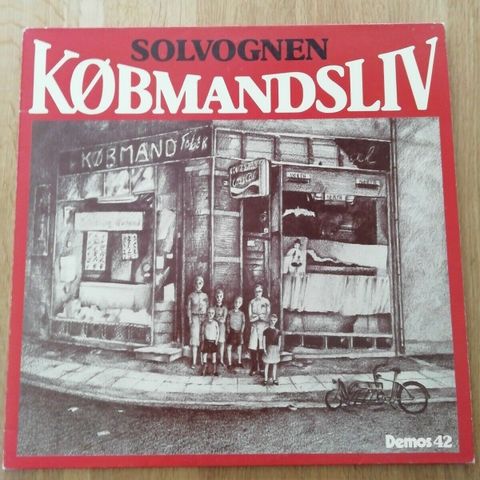 SOLVOGNEN
KØBMANDSLIV
KØBMAND
Demos 42